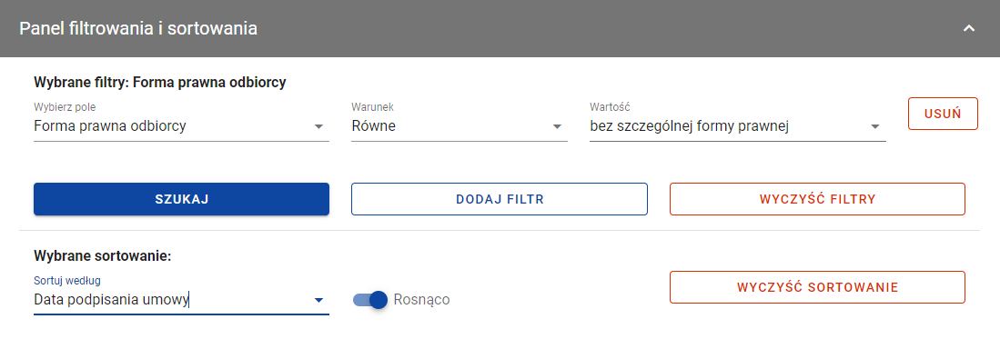 Panel filtrowania i sortowania
Wybrane filtry: Forma prawna odbiorcy
Wybierz pole
Forma prawna odbiorcy
Warunek
Równe
Wartość
bez szczególnej formy prawnej
USUŃ
SZUKAJ
DODAJ FILTR
WYCZYŚĆ FILTRY
Wybrane sortowanie:
Sortuj według
Data podpisania umowy
Rosnąco
WYCZYŚĆ SORTOWANIE